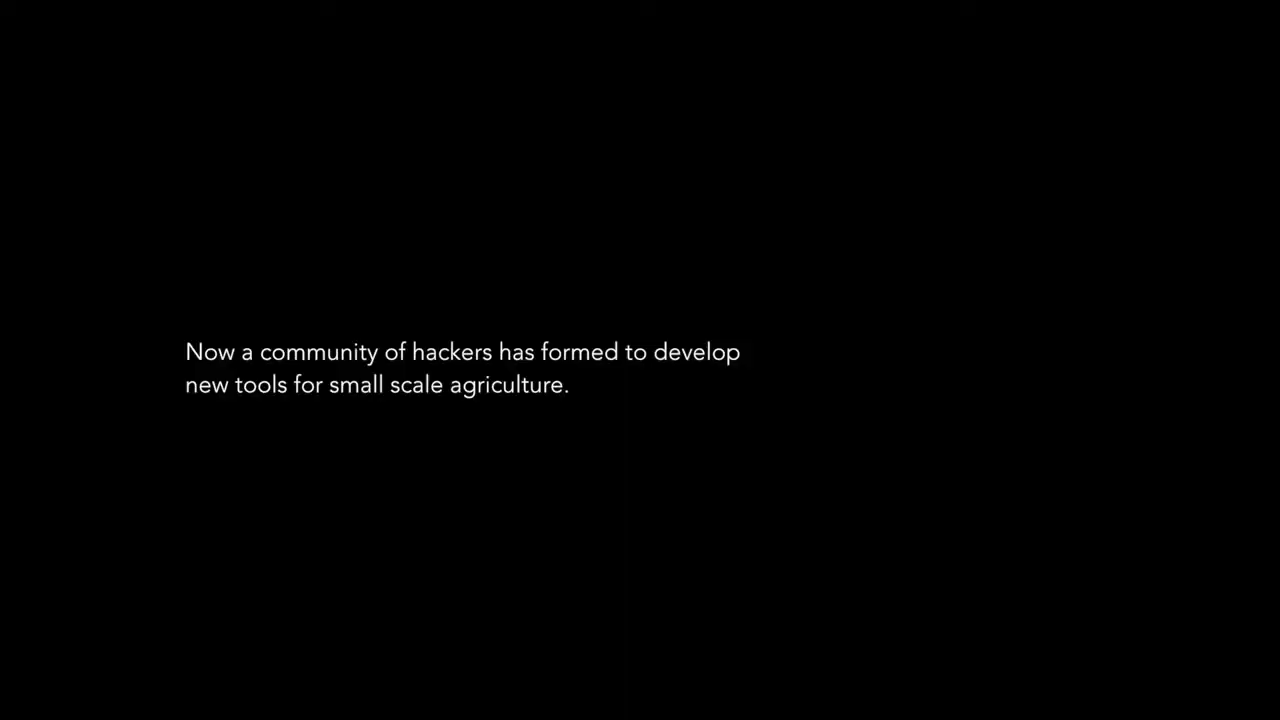 Now a community of hackers has formed to develop
new tools for small scale agriculture.